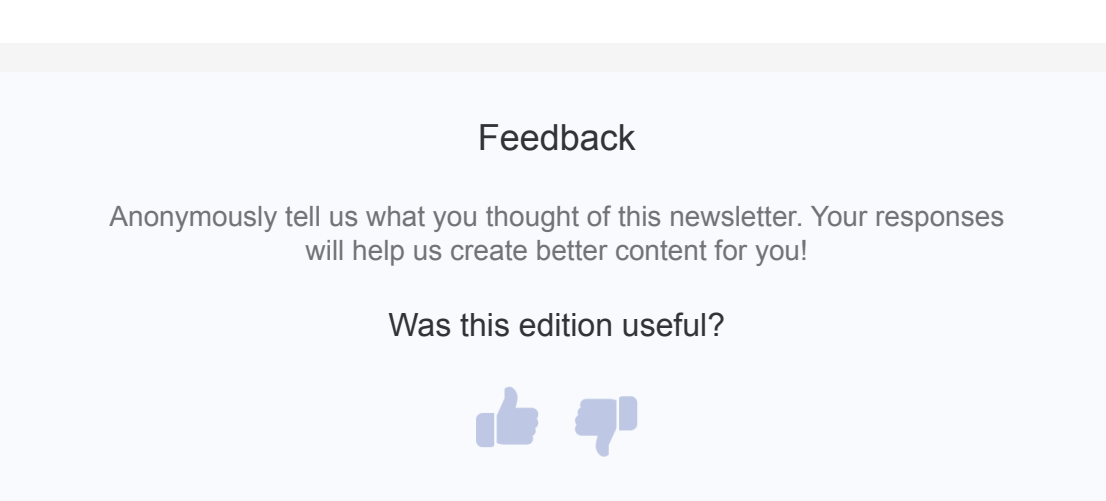 Feedback
Anonymously tell us what you thought of this newsletter. Your responses
will help us create better content for you!
Was this edition useful?